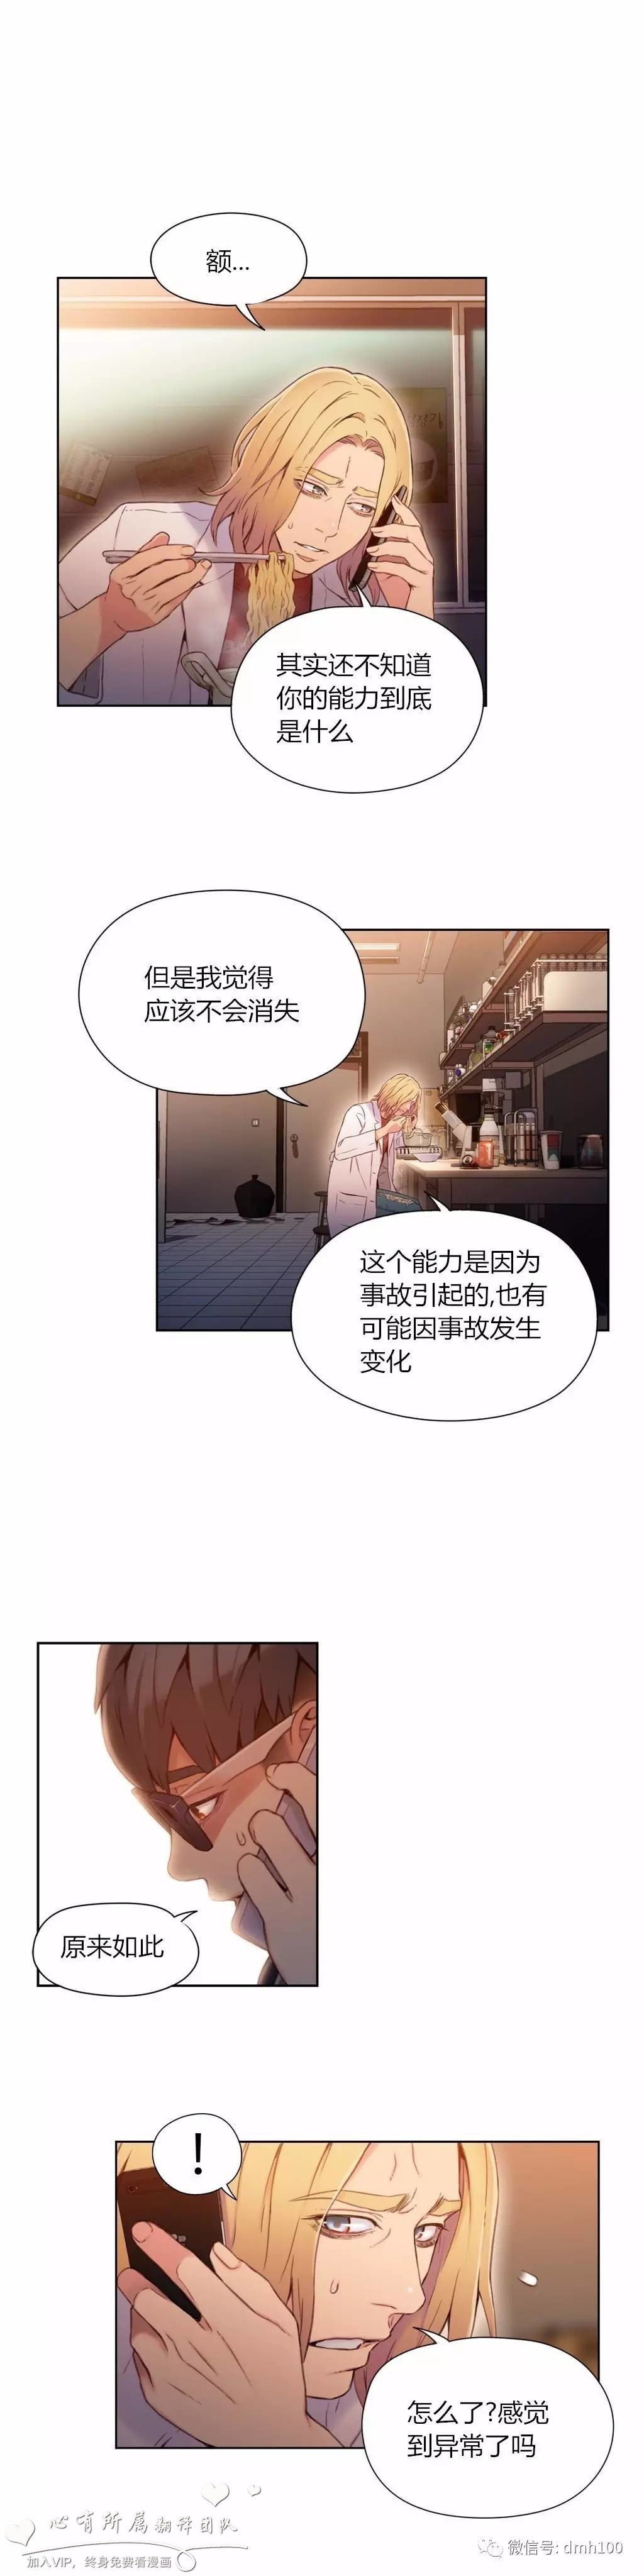 额...
其实还不知道
你的能力到底
是什么
但是我觉得
应该不会消失
这个能力是因为
事故引起的,也有
可能因事故发生
变化
原来如此
!
怎么了?感觉
到异常了吗
心有所属翻译团队
加入VIP，终身免费看漫画
微信号: dmh100